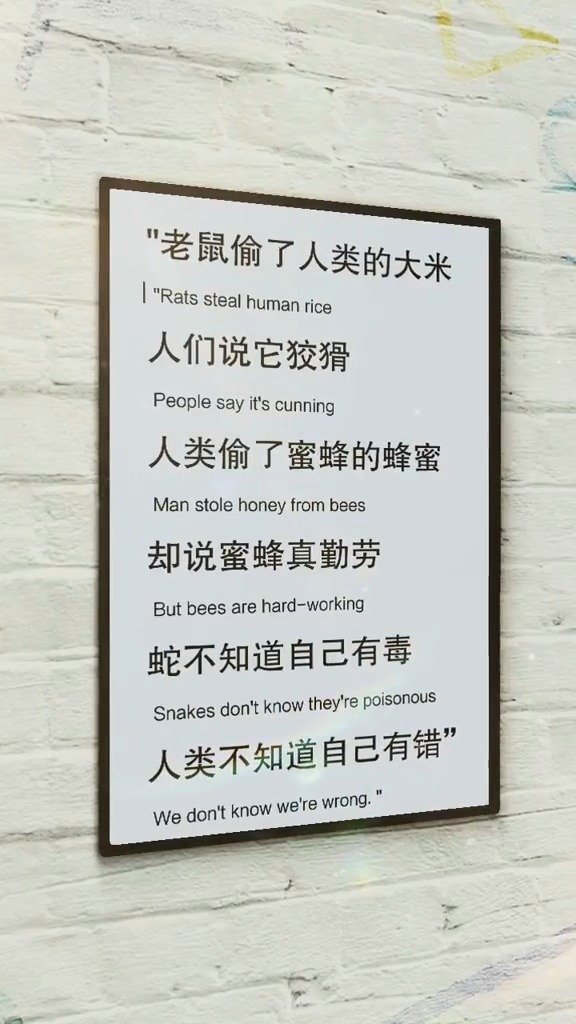 "老鼠偷了人类的大米
"Rats steal human rice
人们说它狡猾
People say it's cunning
人类偷了蜜蜂的蜂蜜
Man stole honey from bees
却说蜜蜂真勤劳
But bees are hard-working
蛇不知道自己有毒
Snakes don't know they're poisonous
人类不知道自己有错”
We don't know we're wrong. "